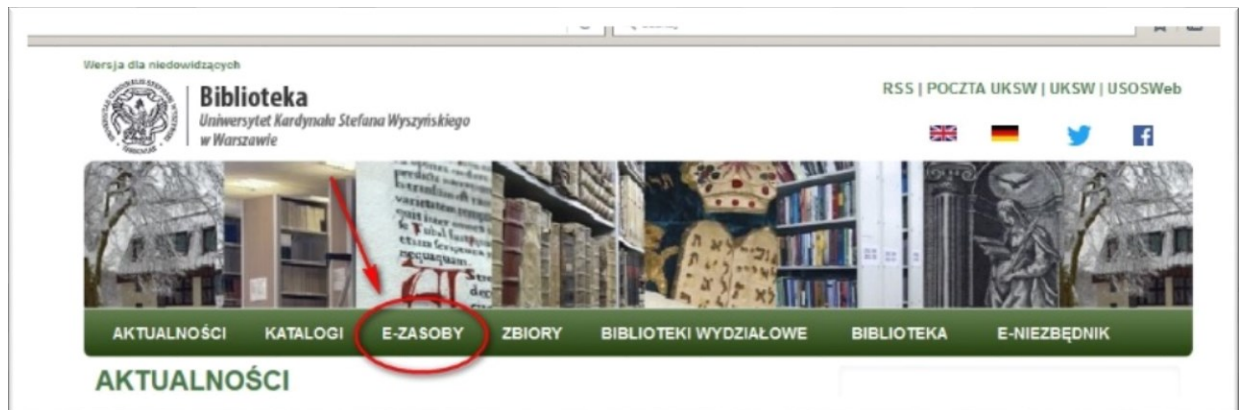 Wersja dla niedowidzących
Biblioteka
Uniwersytet Kardynała Stefana Wyszyńskiego
w Warszawie
RSS | POCZTA UKSW | UKSW | USOSWeb
AKTUALNOŚCI KATALOGI E-ZASOBY ZBIORY BIBLIOTEKI WYDZIAŁOWE BIBLIOTEKA E-NIEZBĘDNIK
AKTUALNOŚCI